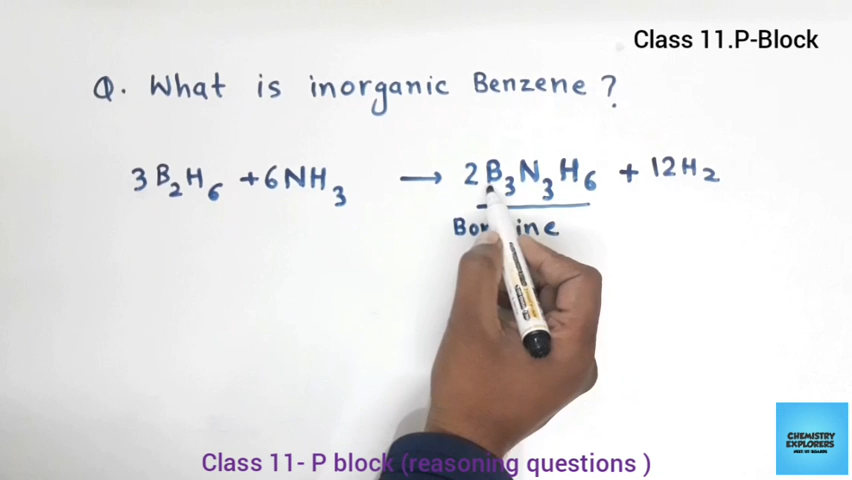 Class 11.P-Block
Q. What is inorganic Benzene?
3B₂H₆ + 6NH₃ → 2B₃N₃H₆ + 12H₂
CHEMISTRY
EXPLORERS
Class 11- P block (reasoning questions )